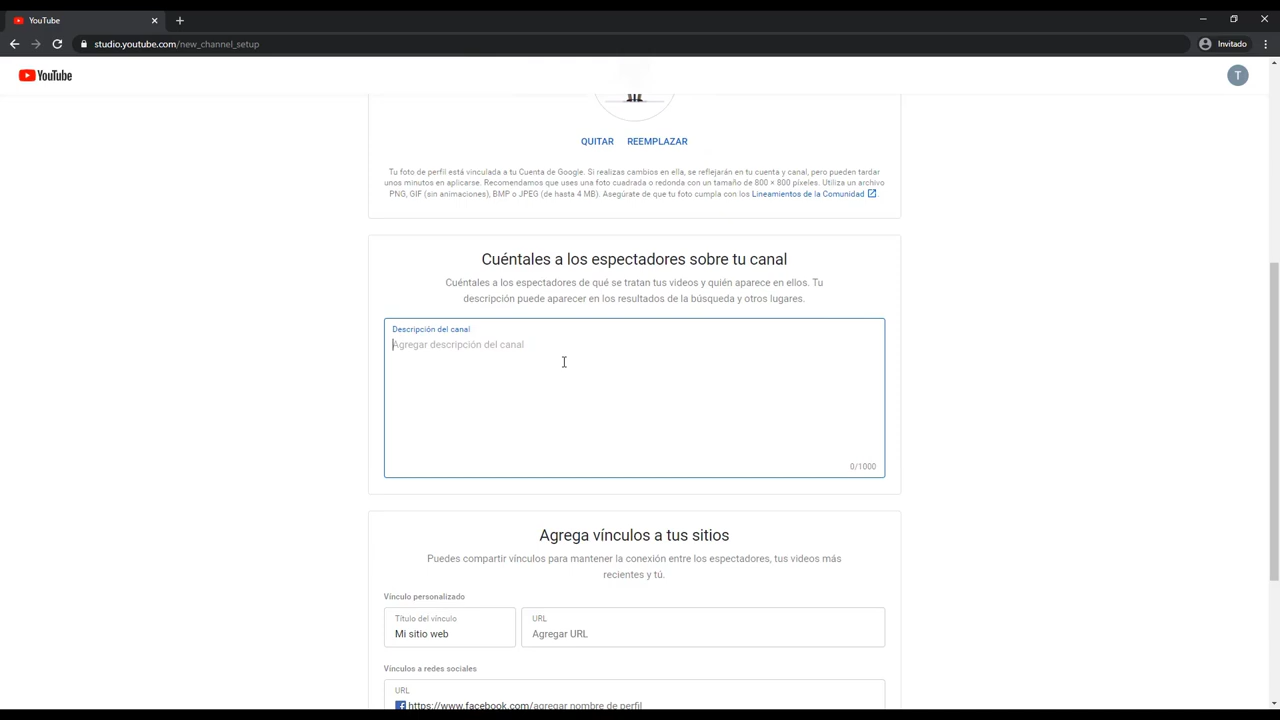 YouTube
studio.youtube.com/new_channel_setup
Invitado
YouTube
T
QUITAR REEMPLAZAR
Tu foto de perfil está vinculada a tu Cuenta de Google. Si realizas cambios en ella, se reflejarán en tu cuenta y canal, pero pueden tardar
unos minutos en aplicarse. Recomendamos que uses una foto cuadrada o redonda con un tamaño de 800 × 800 píxeles. Utiliza un archivo
PNG, GIF (sin animaciones), BMP o JPEG (de hasta 4 MB). Asegúrate de que tu foto cumpla con los Lineamientos de la Comunidad.
Cuéntales a los espectadores sobre tu canal
Cuéntales a los espectadores de qué se tratan tus videos y quién aparece en ellos. Tu
descripción puede aparecer en los resultados de la búsqueda y otros lugares.
Descripción del canal
Agregar descripción del canal
0/1000
Agrega vínculos a tus sitios
Puedes compartir vínculos para mantener la conexión entre los espectadores, tus videos más
recientes y tú.
Vínculo personalizado
Título del vínculo
Mi sitio web
URL
Agregar URL
Vínculos a redes sociales
URL
https://www.facebook.com/agregar nombre de perfil